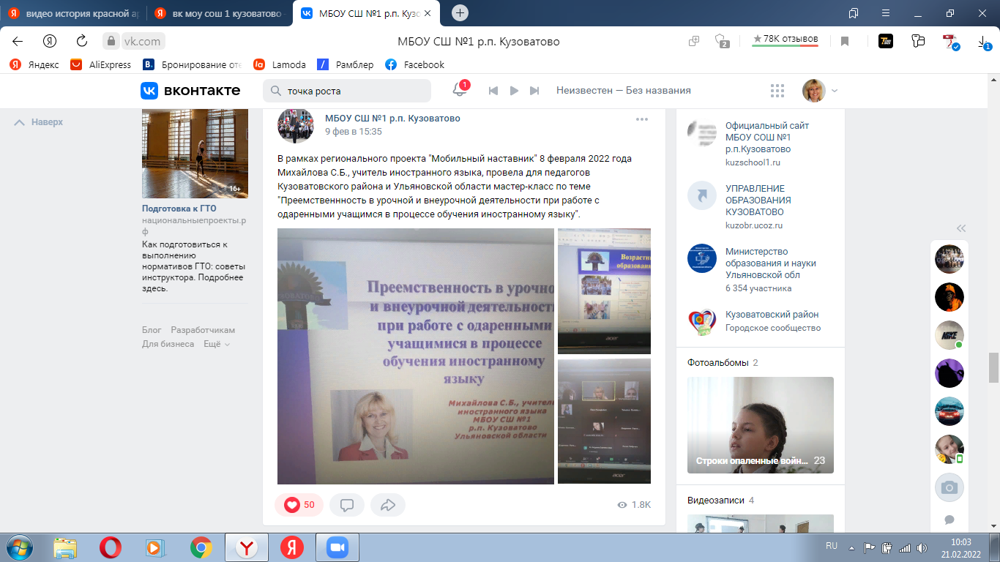 видео история красной ар
вк моу сош 1 кузоватово -
МБОУ СШ №1 р.п. Кузо
vk.com
МБОУ СШ №1 р.п. Кузоватово
★ 78K отзывов
2
1
Яндекс
AliExpress
Бронирование оте
Lamoda
Рамблер
Facebook
вконтакте
точка роста
1
Неизвестен — Без названия
Наверх
16+
Подготовка к ГТО
национальныепроекты.р
ф
Как подготовиться к
выполнению
нормативов ГТО: советы
инструктора. Подробнее
здесь.
Блог Разработчикам
Для бизнеса Ещё
МБОУ СШ №1 р.п. Кузоватово
9 фев в 15:35
В рамках регионального проекта "Мобильный наставник" 8 февраля 2022 года
Михайлова С.Б., учитель иностранного языка, провела для педагогов
Кузоватовского района и Ульяновской области мастер-класс по теме
"Преемственнность в урочной и внеурочной деятельности при работе с
одаренными учащимся в процессе обучения иностранному языку".
Преемственность в урочно
и внеурочной деятельност
при работе с одаренными
учащимися в процессе
обучения иностранному
языку
Михайлова С.Б., учитель
иностранного языка
МБОУ СШ №1
р.п. Кузоватово
Ульяновской области
Возрастн
образован
acer
acer
50
1.8K
Официальный сайт
МБОУ СОШ №1
р.п.Кузоватово
kuzschool1.ru
УПРАВЛЕНИЕ
ОБРАЗОВАНИЯ
КУЗОВАТОВО
kuzobr.ucoz.ru
Министерство
образования и науки
Ульяновской обл
6 354 участника
Кузоватовский район
Городское сообщество
Фотоальбомы 2
Строки опаленные войн... 23
Видеозаписи 4
NIKE
RU
10:03
21.02.2022